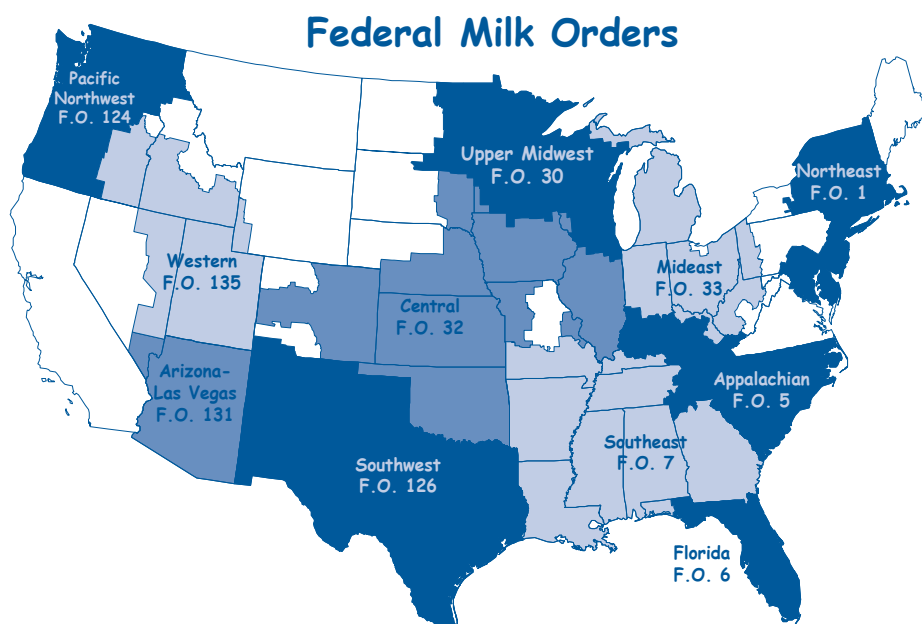 Federal Milk Orders
Pacific
Northwest
F.O. 124
Upper Midwest
F.O. 30
Northeast
F.O. 1
Western
F.O. 135
Mideast
F.O. 33
Central
F.O. 32
Arizona-
Las Vegas
F.O. 131
Appalachian
F.O. 5
Southeast
F.O. 7
Southwest
F.O. 126
Florida
F.O. 6